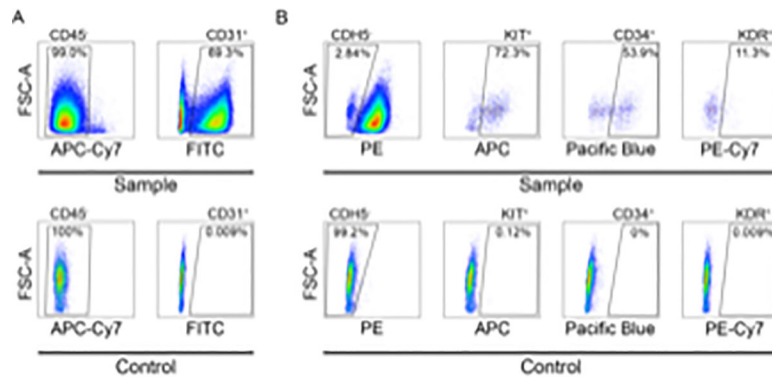 A
B
CD45⁻
99.0%
CD31⁺
69.3%
CDH5⁻
2.84%
KIT⁺
72.3%
CD34⁺
53.9%
KDR⁺
11.3%
FSC-A
FSC-A
APC-Cy7
FITC
PE
APC
Pacific Blue
PE-Cy7
Sample
Sample
CD45⁻
100%
CD31⁺
0.009%
CDH5⁻
99.2%
KIT⁺
0.12%
CD34⁺
0%
KDR⁺
0.009%
FSC-A
FSC-A
APC-Cy7
FITC
PE
APC
Pacific Blue
PE-Cy7
Control
Control